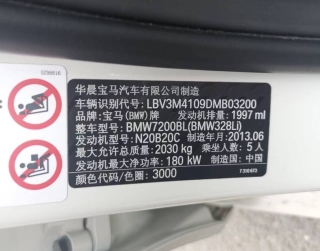 华晨宝马汽车有限公司制造
车辆识别代号: LBV3M4109DMB03200
品牌: 宝马(BMW)牌 发动机排量: 1997 ml
整车型号: BMW7200BL(BMW328Li)
发动机型号: N20B20C 制造年月: 2013.06
最大允许总质量: 2030 kg 乘坐人数: 5 人
发动机最大净功率: 180 kW 制造国: 中国
颜色代码/色圈: 3000